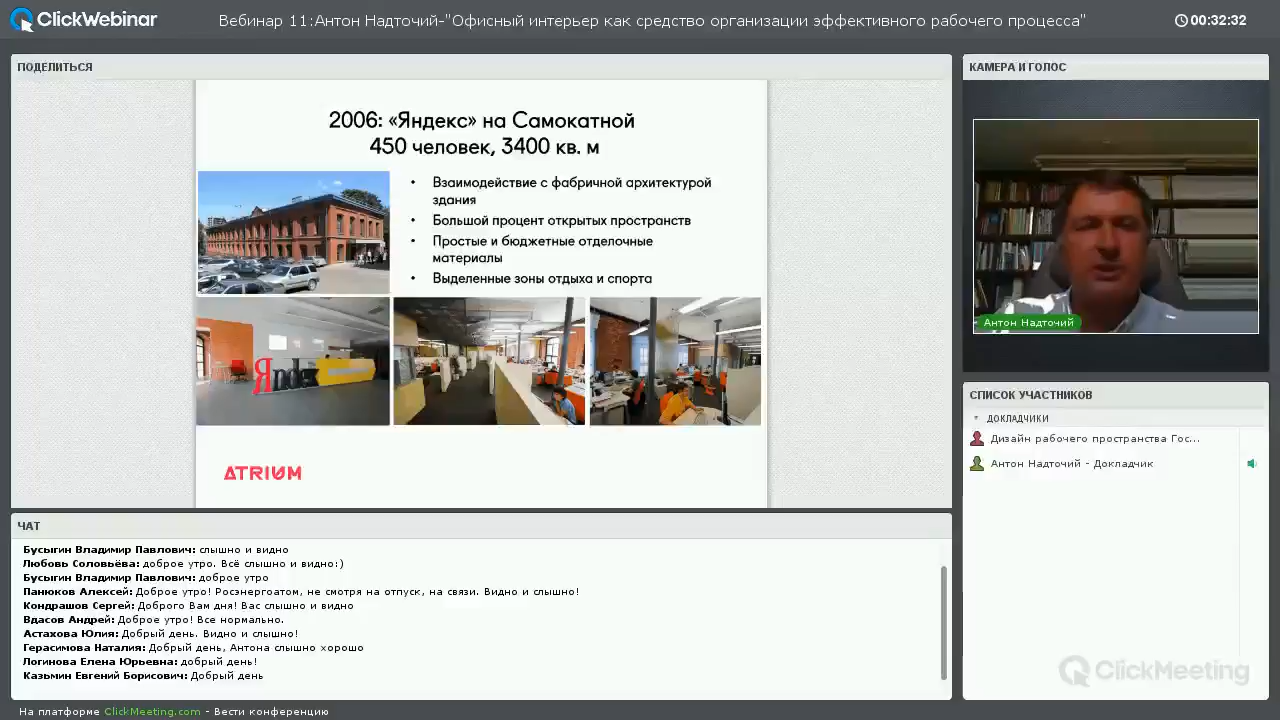 ClickWebinar
Вебинар 11:Антон Надточий-"Офисный интерьер как средство организации эффективного рабочего процесса"
00:32:32
ПОДЕЛИТЬСЯ
2006: «Яндекс» на Самокатной
450 человек, 3400 кв. м
• Взаимодействие с фабричной архитектурой
здания
• Большой процент открытых пространств
• Простые и бюджетные отделочные
материалы
• Выделенные зоны отдыха и спорта
Яndex
ATRIUM
КАМЕРА И ГОЛОС
Антон Надточий
СПИСОК УЧАСТНИКОВ
ДОКЛАДЧИКИ
Дизайн рабочего пространства Гос...
Антон Надточий - Докладчик
ClickMeeting
ЧАТ
Бусыгин Владимир Павлович: слышно и видно
Любовь Соловьёва: доброе утро. Всё слышно и видно:)
Бусыгин Владимир Павлович: доброе утро
Панюков Алексей: Доброе утро! Росэнергоатом, не смотря на отпуск, на связи. Видно и слышно!
Кондрашов Сергей: Доброго Вам дня! Вас слышно и видно
Вдасов Андрей: Доброе утро! Все нормально.
Астахова Юлия: Добрый день. Видно и слышно!
Герасимова Наталия: Добрый день, Антона слышно хорошо
Логинова Елена Юрьевна: добрый день!
Казьмин Евгений Борисович: Добрый день
На платформе ClickMeeting.com - Вести конференцию